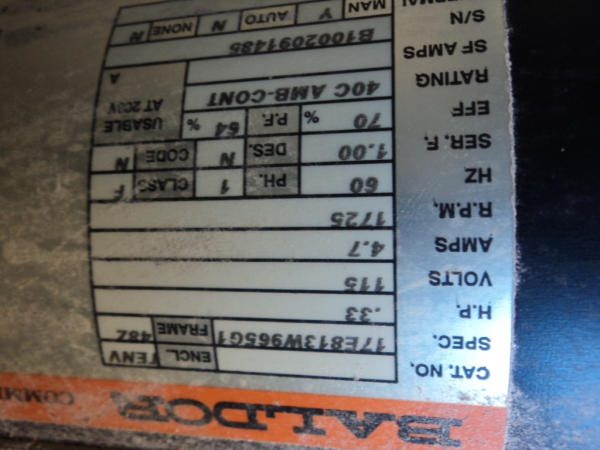 BALDOR COMM
CAT. NO. ENCL. TENV
SPEC. 17E813W965G1 FRAME 48Z
H.P. .33
VOLTS 115
AMPS 4.7
R.P.M. 1725
HZ 60 PH. 1 CLASS F
SER. F. 1.00 DES. N CODE N
EFF 70 % P.F. 64 % USABLE AT 208V A
RATING 40C AMB-CONT
SF AMPS
S/N B1002091485
MAN Y AUTO N NONE N